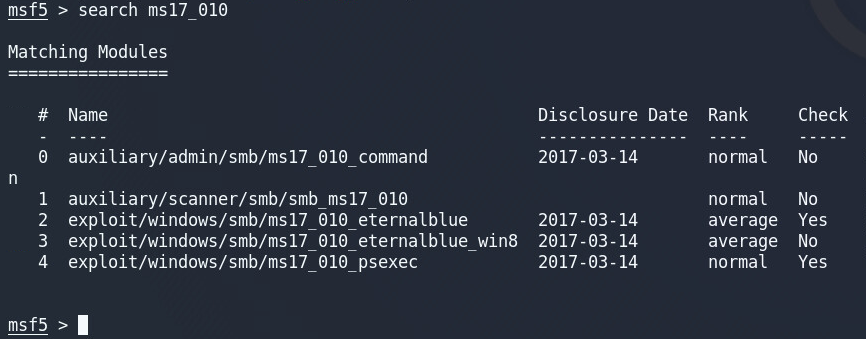 msf5 > search ms17_010
Matching Modules
================
#  Name                                      Disclosure Date  Rank     Check
-  ----                                      ---------------  ----     -----
0  auxiliary/admin/smb/ms17_010_command      2017-03-14       normal   No
n
1  auxiliary/scanner/smb/smb_ms17_010                         normal   No
2  exploit/windows/smb/ms17_010_eternalblue  2017-03-14       average  Yes
3  exploit/windows/smb/ms17_010_eternalblue_win8  2017-03-14  average  No
4  exploit/windows/smb/ms17_010_psexec       2017-03-14       normal   Yes
msf5 >